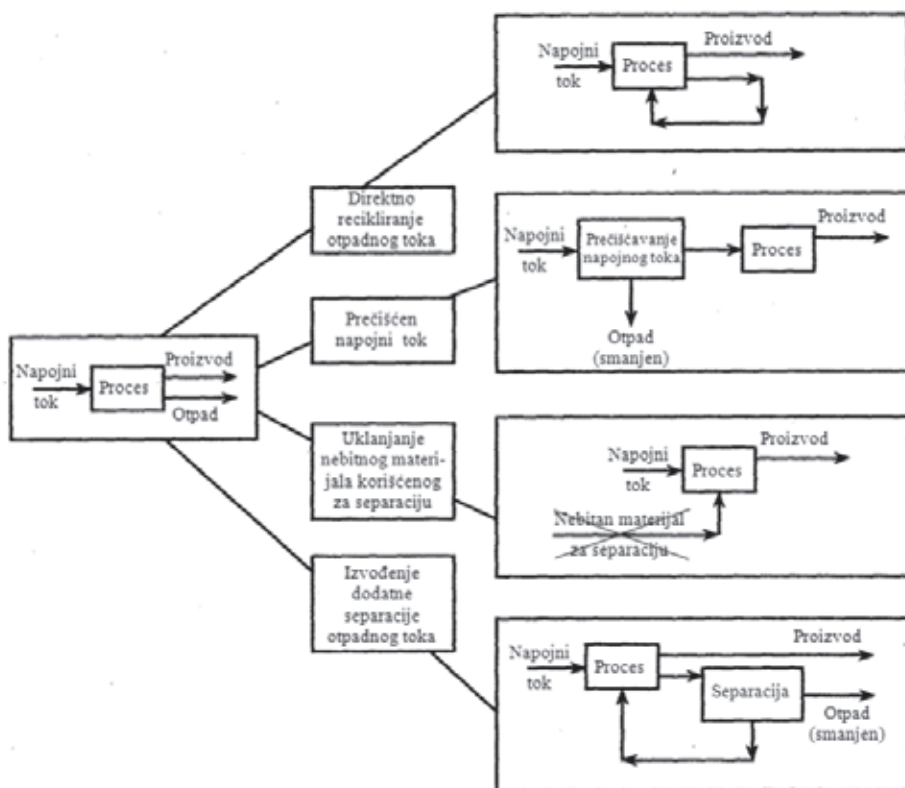 Napojni
tok
Proces
Proizvod
Otpad
Direktno
recikliranje
otpadnog toka
Prečišćen
napojni tok
Uklanjanje
nebitnog materi-
jala korišćenog
za separaciju
Izvođenje
dodatne
separacije
otpadnog toka
Napojni
tok
Proces
Proizvod
Napojni
tok
Prečišćavanje
napojnog toka
Proces
Proizvod
Otpad
(smanjen)
Napojni
tok
Proces
Proizvod
Nebitan materijal
za separaciju
Napojni
tok
Proces
Proizvod
Separacija
Otpad
(smanjen)